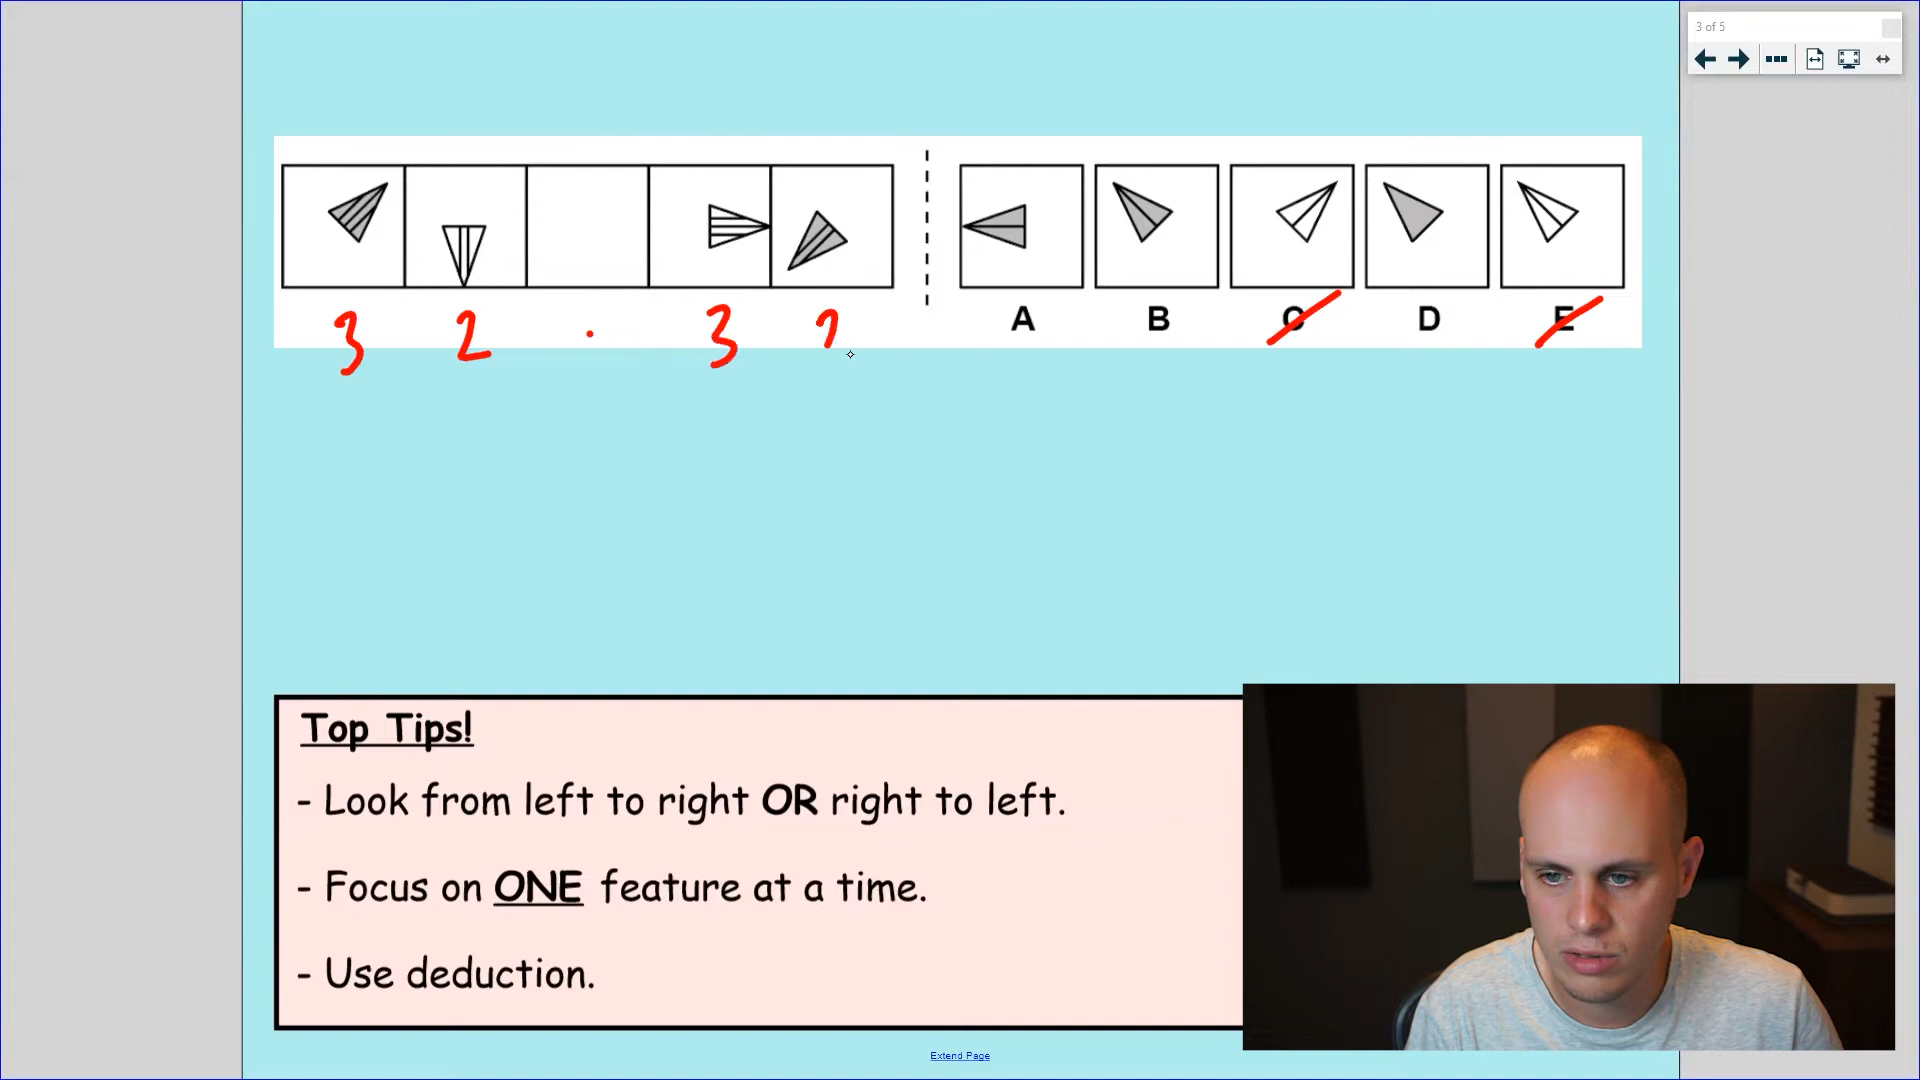 3 of 5
A B C D E
3 2 . 3 2
Top Tips!
- Look from left to right OR right to left.
- Focus on ONE feature at a time.
- Use deduction.
Extend Page